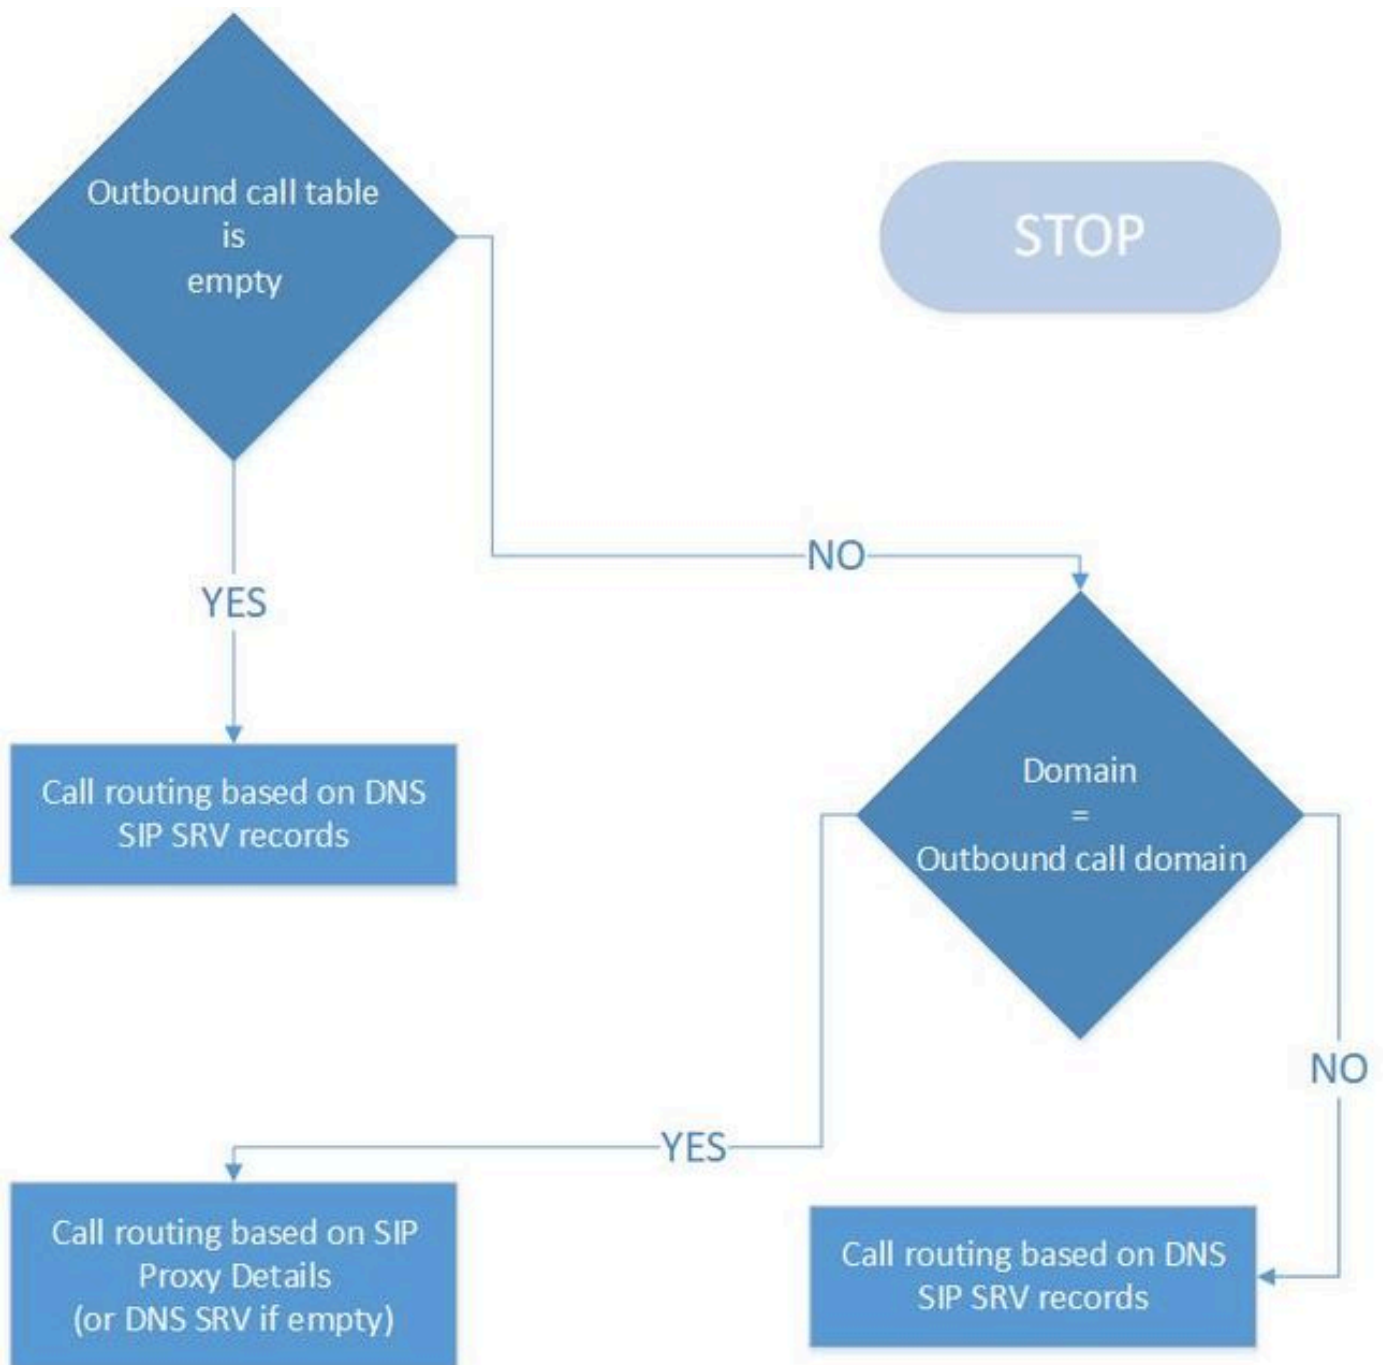 Outbound call table
is
empty
STOP
NO
YES
Call routing based on DNS
SIP SRV records
Domain
=
Outbound call domain
NO
YES
Call routing based on SIP
Proxy Details
(or DNS SRV if empty)
Call routing based on DNS
SIP SRV records